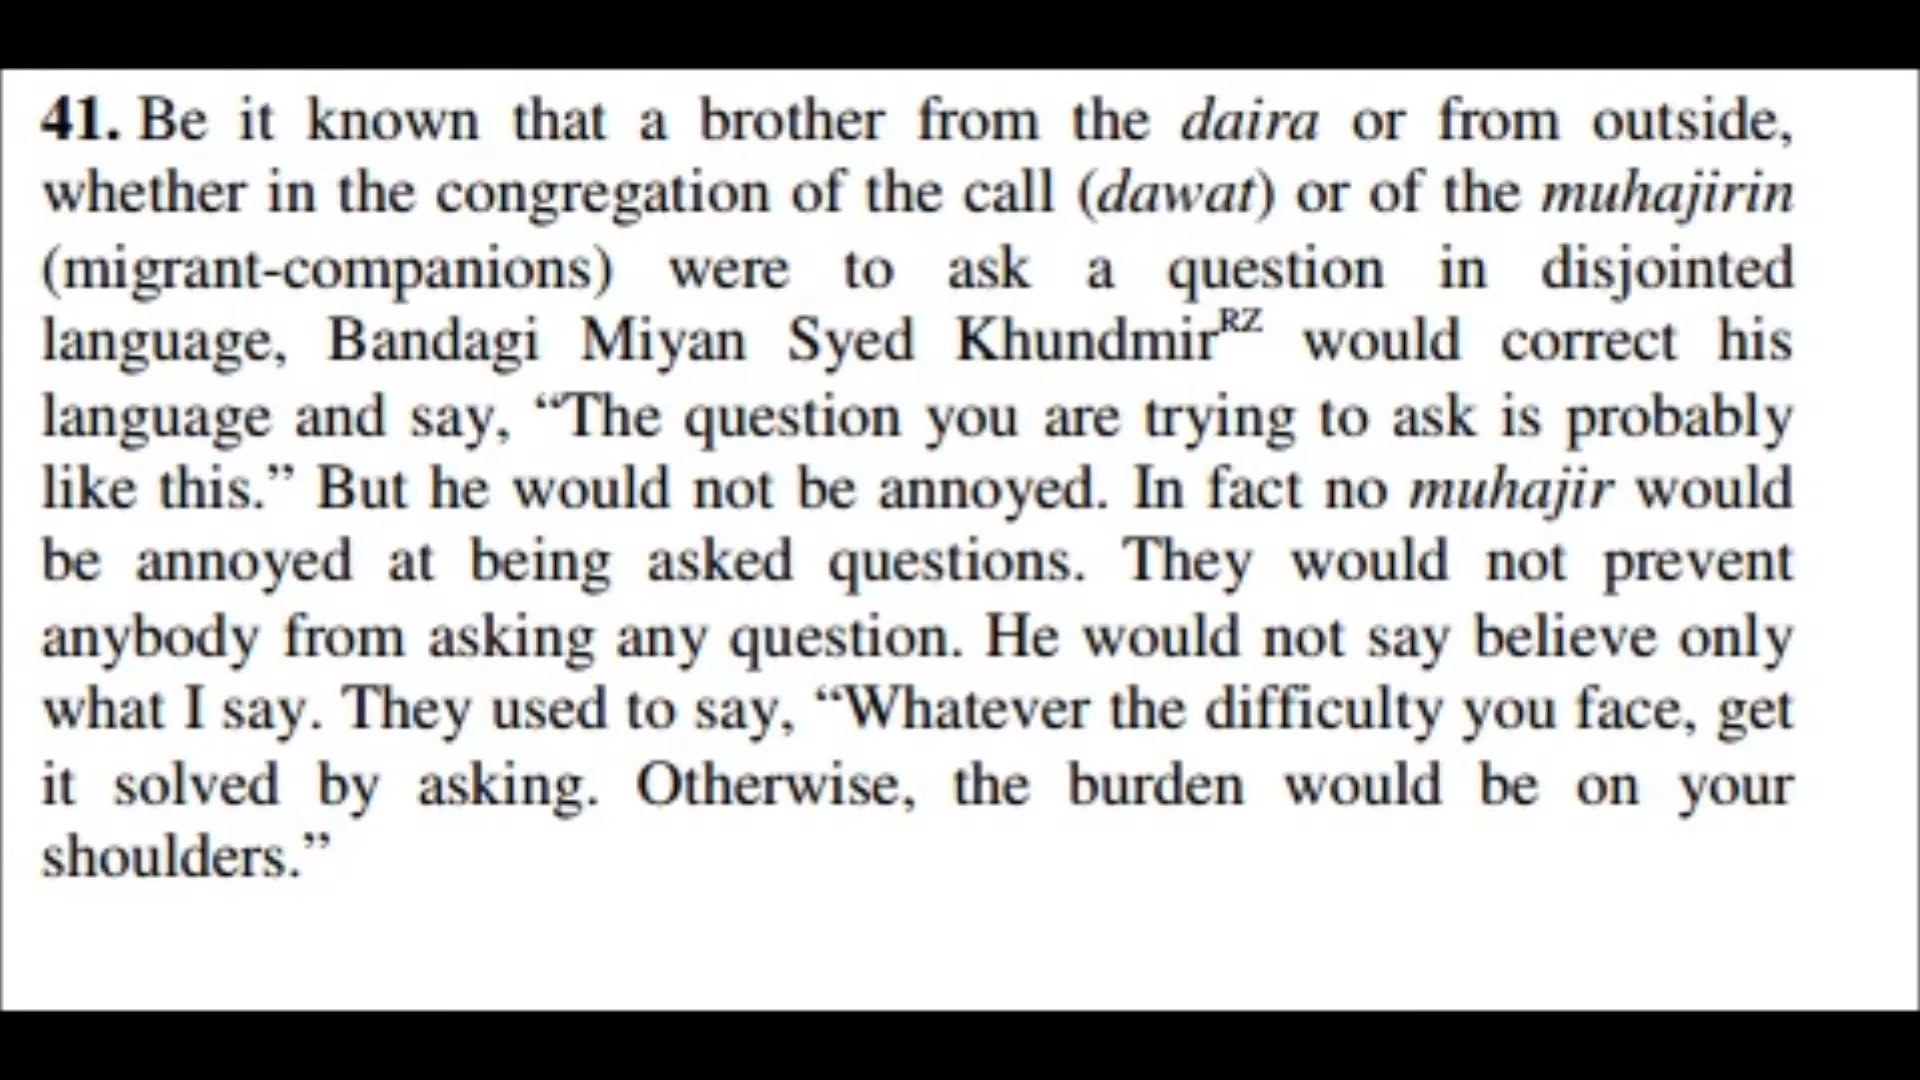 41. Be it known that a brother from the daira or from outside,
whether in the congregation of the call (dawat) or of the muhajirin
(migrant-companions) were to ask a question in disjointed
language, Bandagi Miyan Syed KhundmirRZ would correct his
language and say, “The question you are trying to ask is probably
like this.” But he would not be annoyed. In fact no muhajir would
be annoyed at being asked questions. They would not prevent
anybody from asking any question. He would not say believe only
what I say. They used to say, “Whatever the difficulty you face, get
it solved by asking. Otherwise, the burden would be on your
shoulders.”